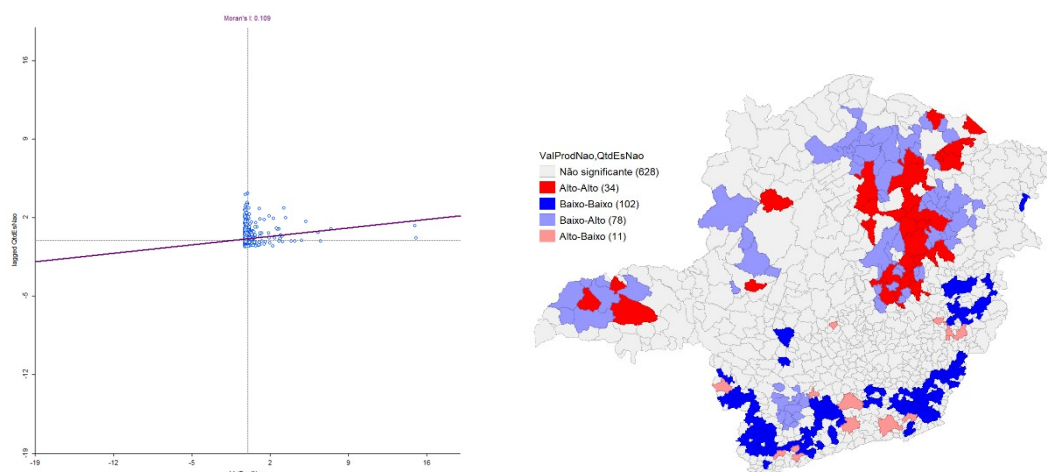 Moran's I: 0.109
16
9
2
-5
-12
-19
lagged QtdEsNao
-19
-12
-5
2
9
16
ValProdNao,QtdEsNao
Não significante (628)
Alto-Alto (34)
Baixo-Baixo (102)
Baixo-Alto (78)
Alto-Baixo (11)